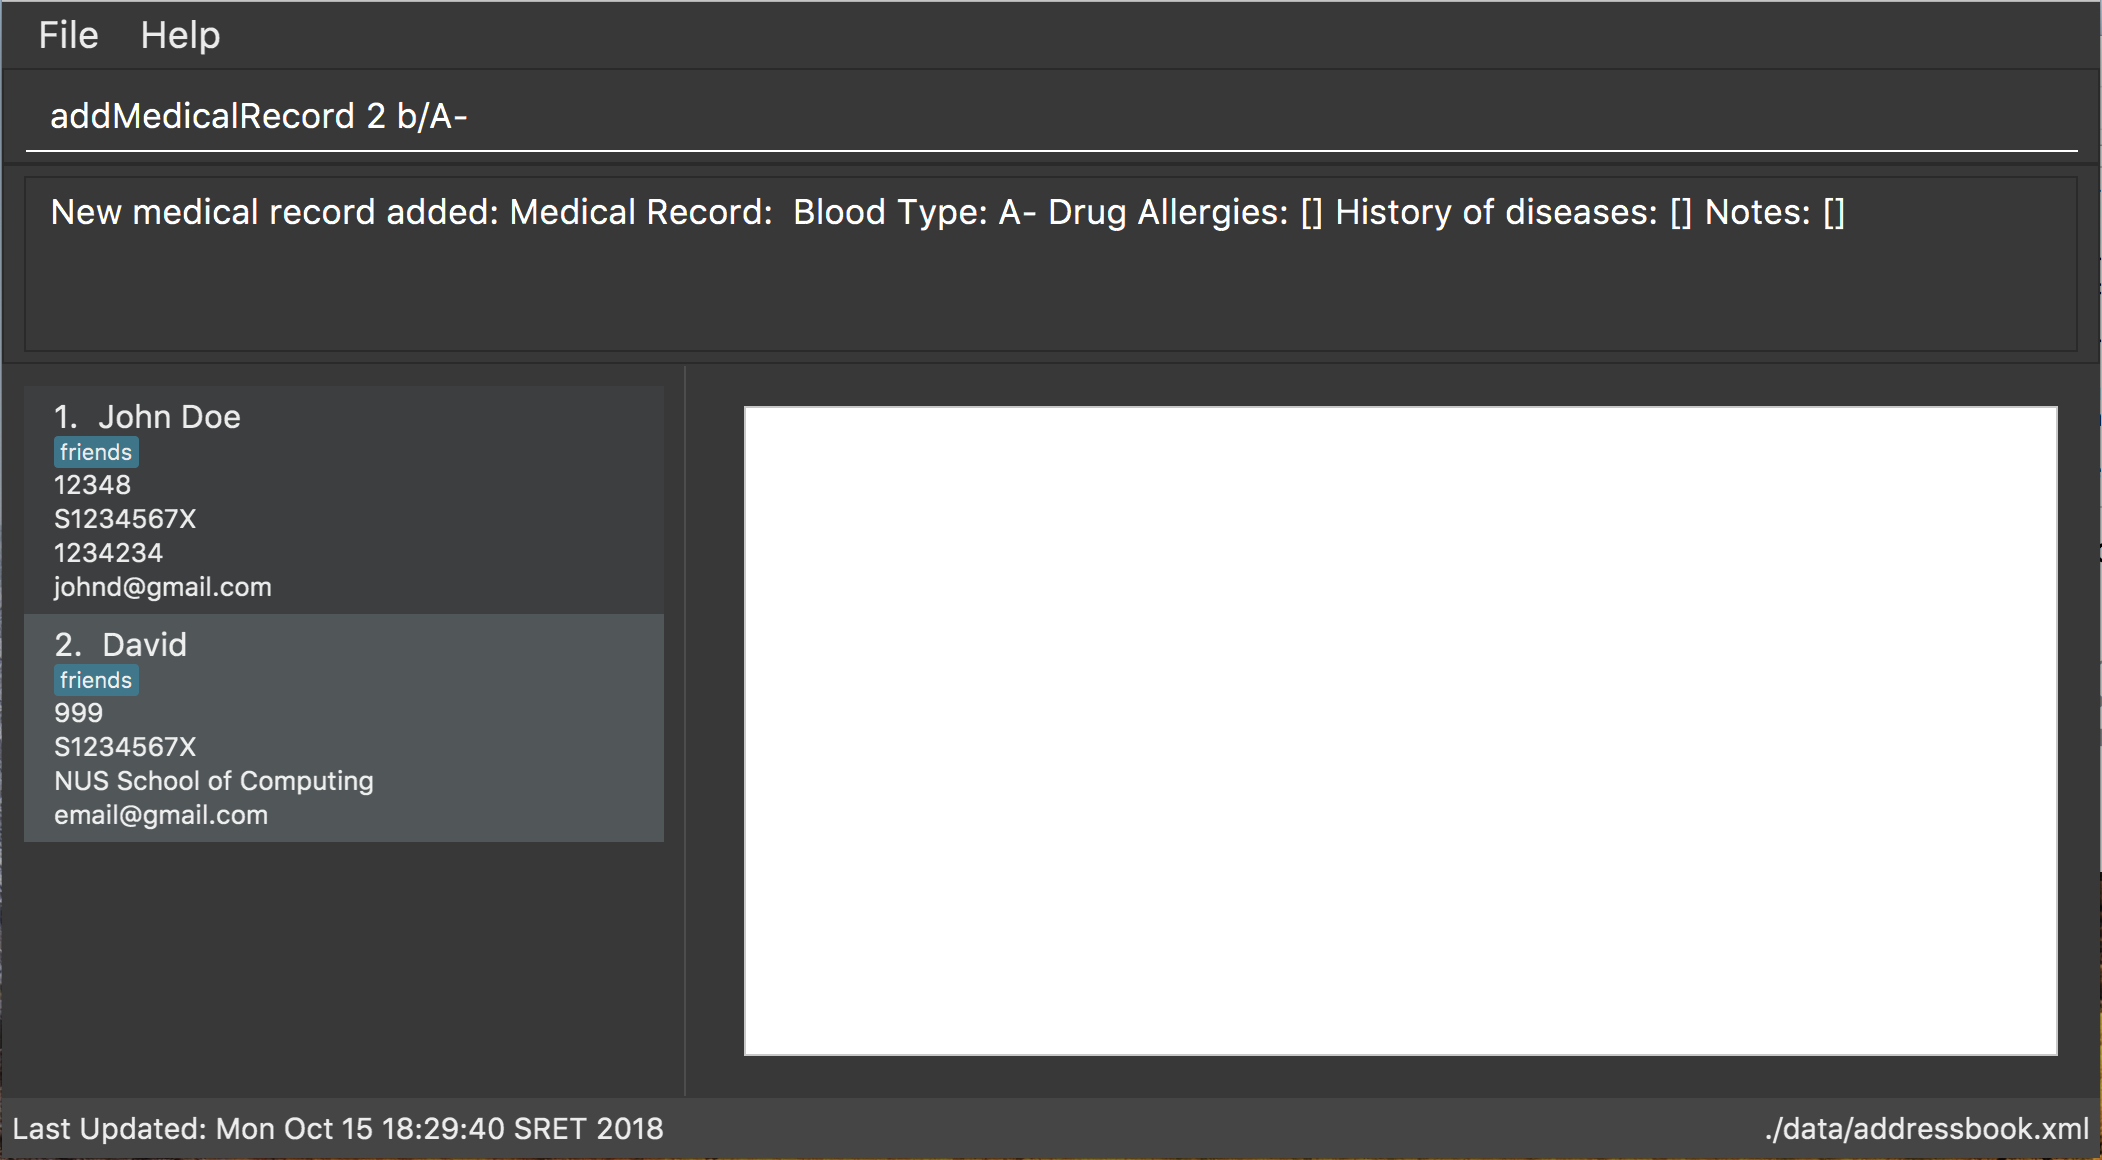 File Help
addMedicalRecord 2 b/A-
New medical record added: Medical Record:  Blood Type: A- Drug Allergies: [] History of diseases: [] Notes: []
1. John Doe
friends
12348
S1234567X
1234234
johnd@gmail.com
2. David
friends
999
S1234567X
NUS School of Computing
email@gmail.com
Last Updated: Mon Oct 15 18:29:40 SRET 2018
./data/addressbook.xml